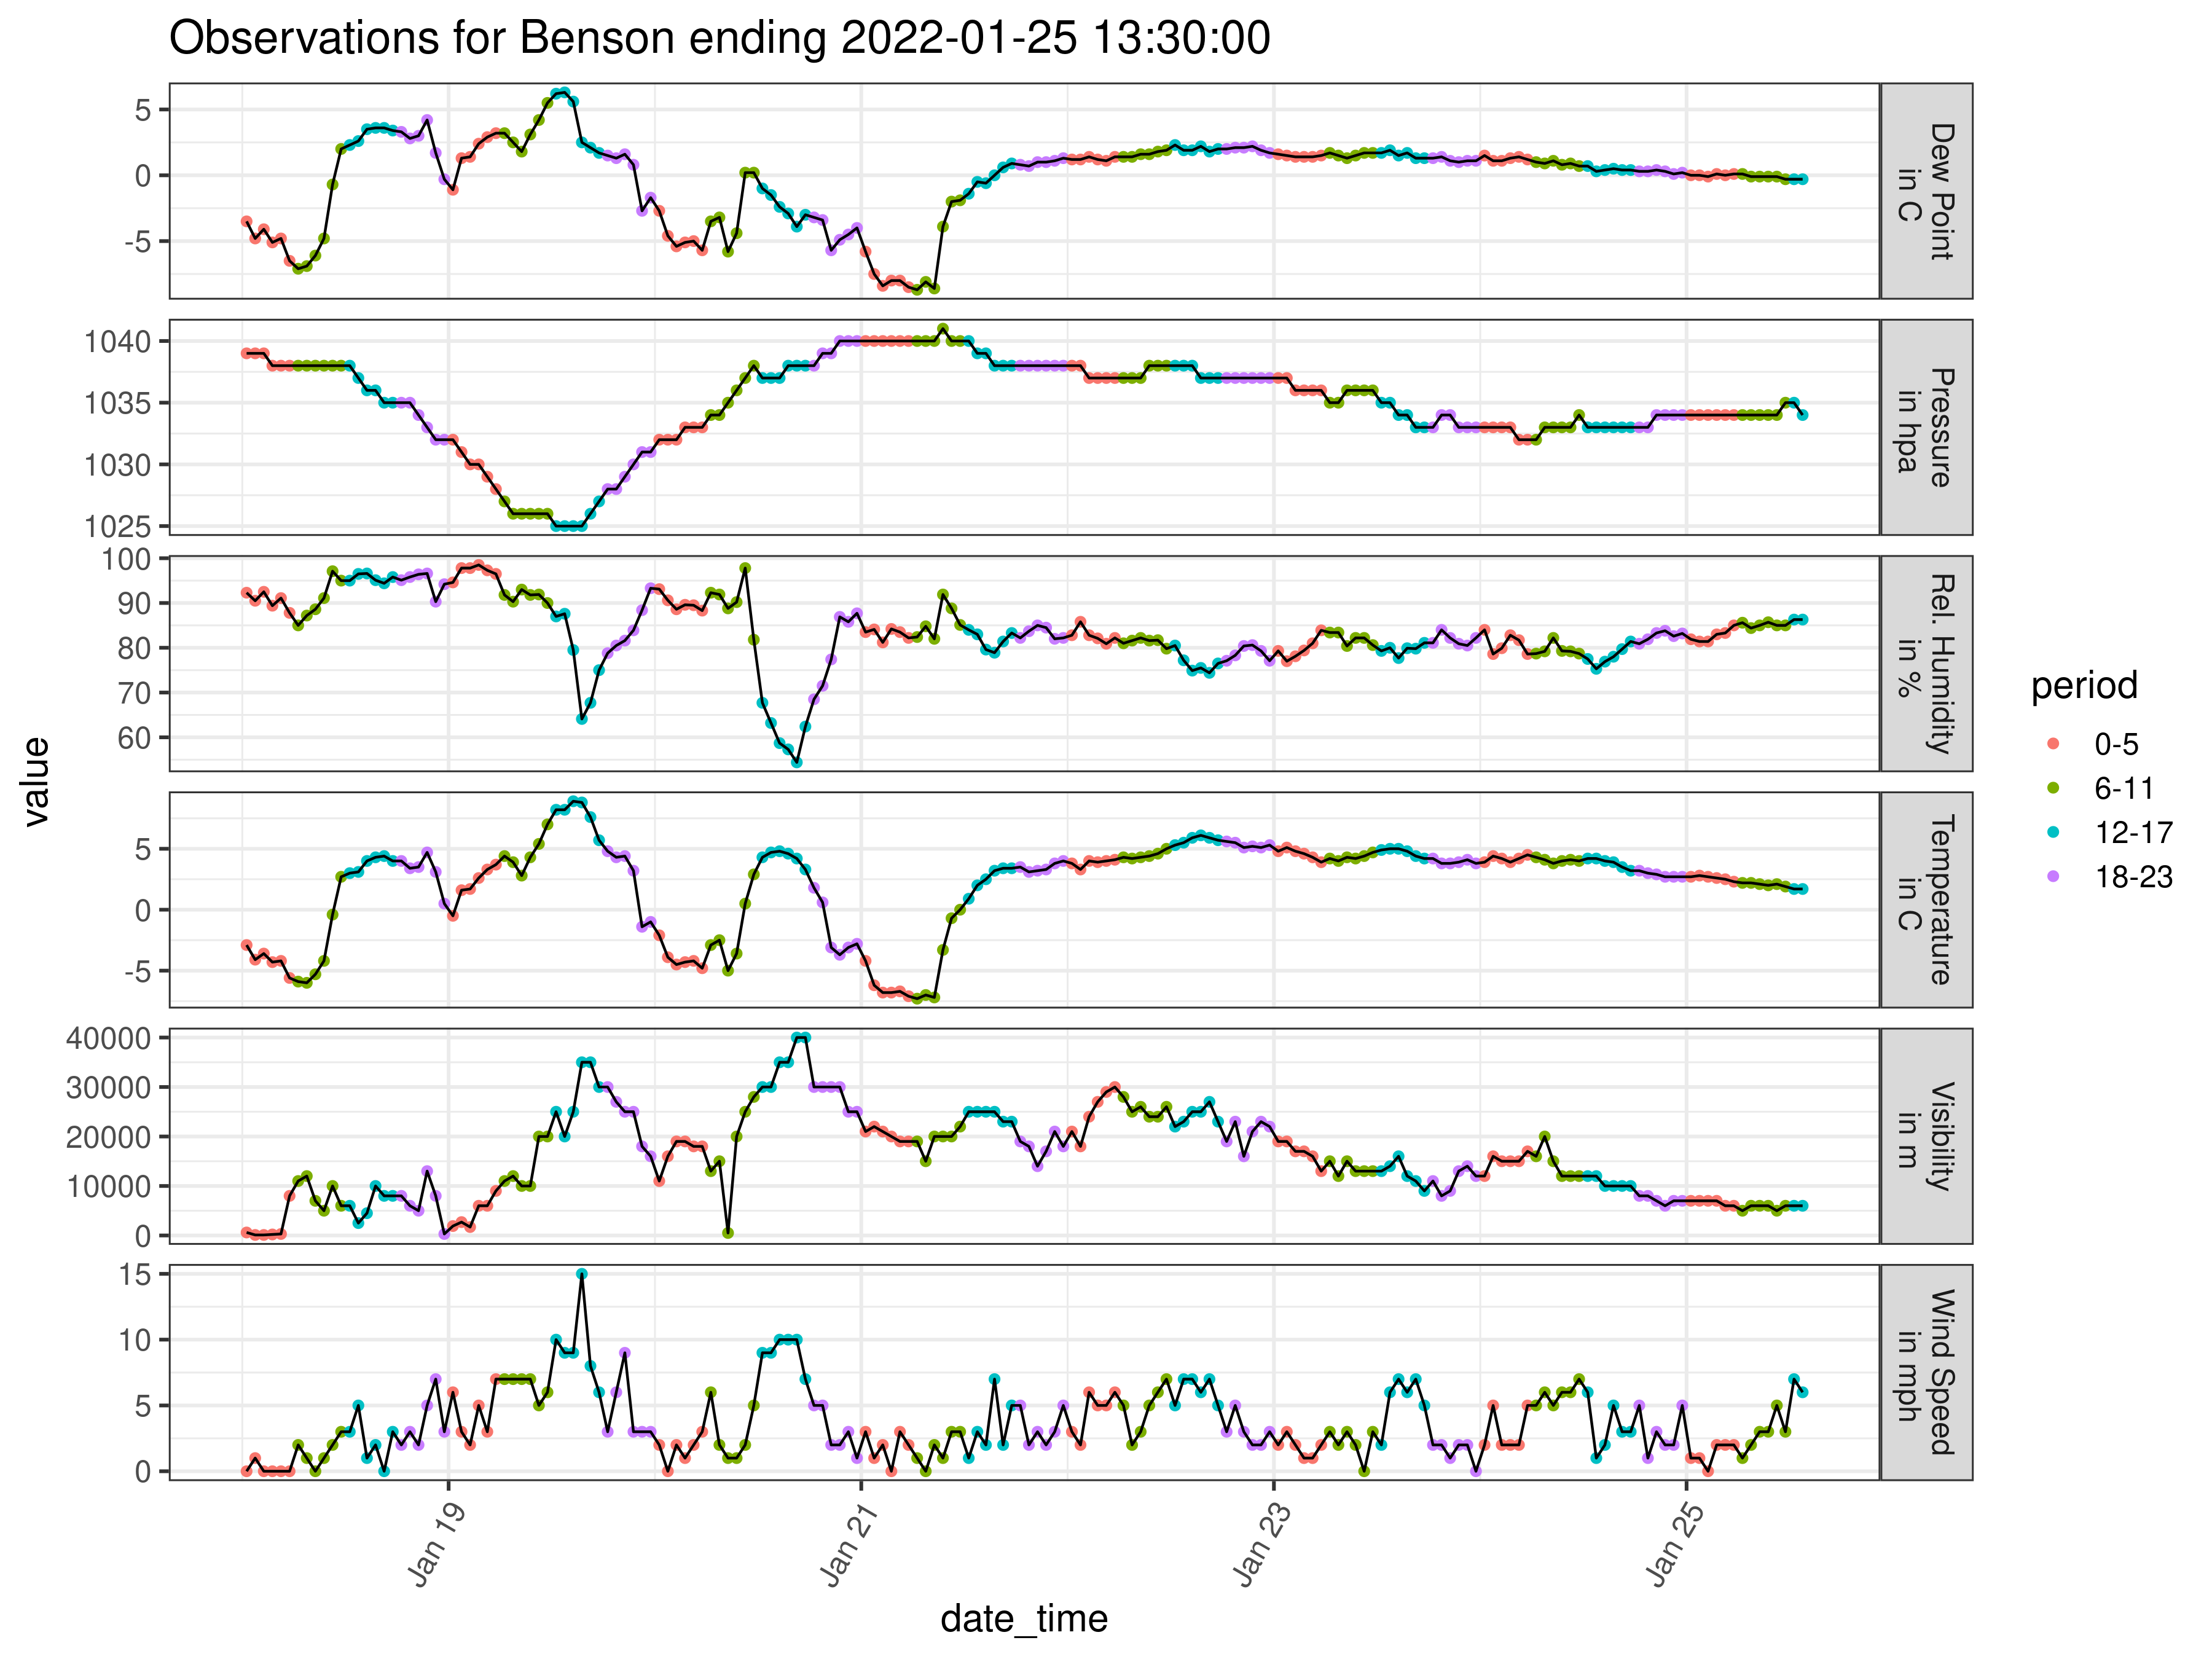 Observations for Benson ending 2022-01-25 13:30:00
value
5
0
-5
Dew Point
in C
1040
1035
1030
1025
Pressure
in hpa
100
90
80
70
60
Rel. Humidity
in %
5
0
-5
Temperature
in C
40000
30000
20000
10000
0
Visibility
in m
15
10
5
0
Wind Speed
in mph
Jan 19
Jan 21
Jan 23
Jan 25
date_time
period
0-5
6-11
12-17
18-23